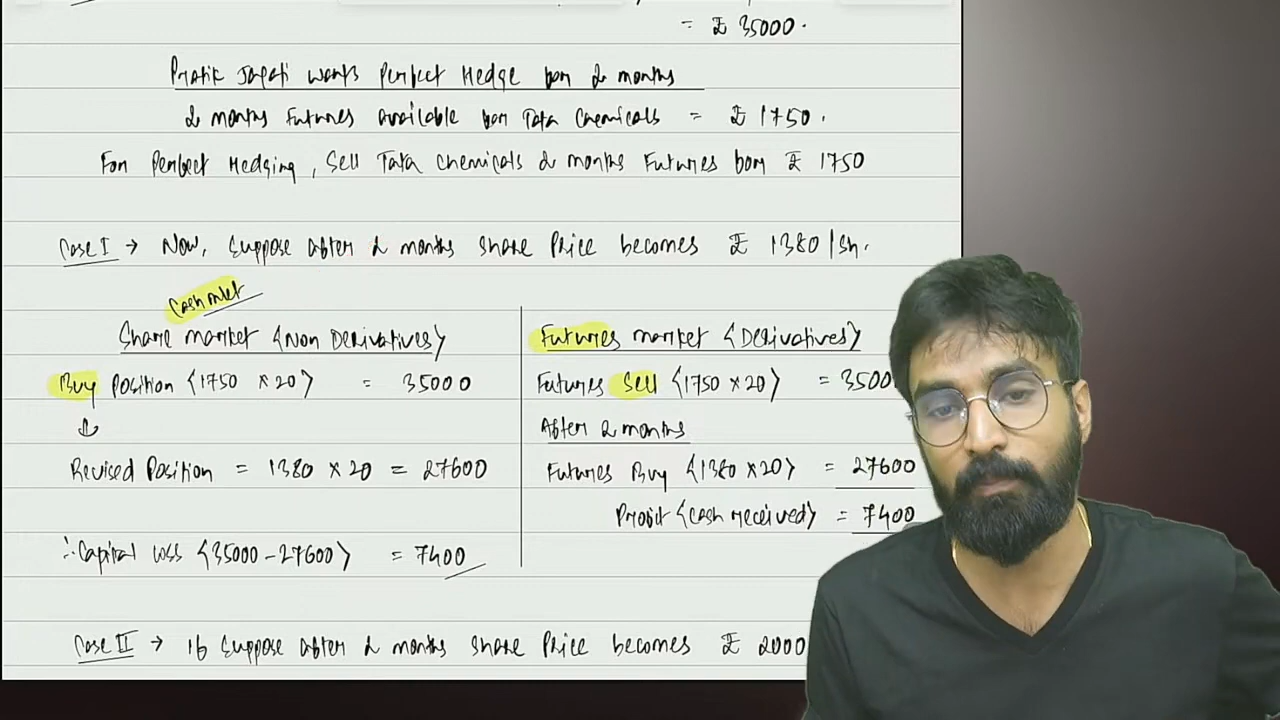 = ₹ 35000.
Pratik Jagati wants Perfect Hedge for 2 months
2 months Futures available for Tata Chemicals = ₹ 1750.
For Perfect Hedging, Sell Tata Chemicals 2 months Futures for ₹ 1750
Case I → Now, Suppose after 2 months Share Price becomes ₹ 1380/Sh.
Cash mket
Share market {Non Derivatives}
Buy Position {1750 × 20} = 35000
↓
Revised Position = 1380 × 20 = 27600
∴ Capital loss {35000 - 27600} = 7400
Futures market {Derivatives}
Futures Sell {1750 × 20} = 3500
After 2 months
Futures Buy {1380 × 20} = 27600
Profit {cash received} = 7400
Case II → If Suppose after 2 months Share Price becomes ₹ 2000